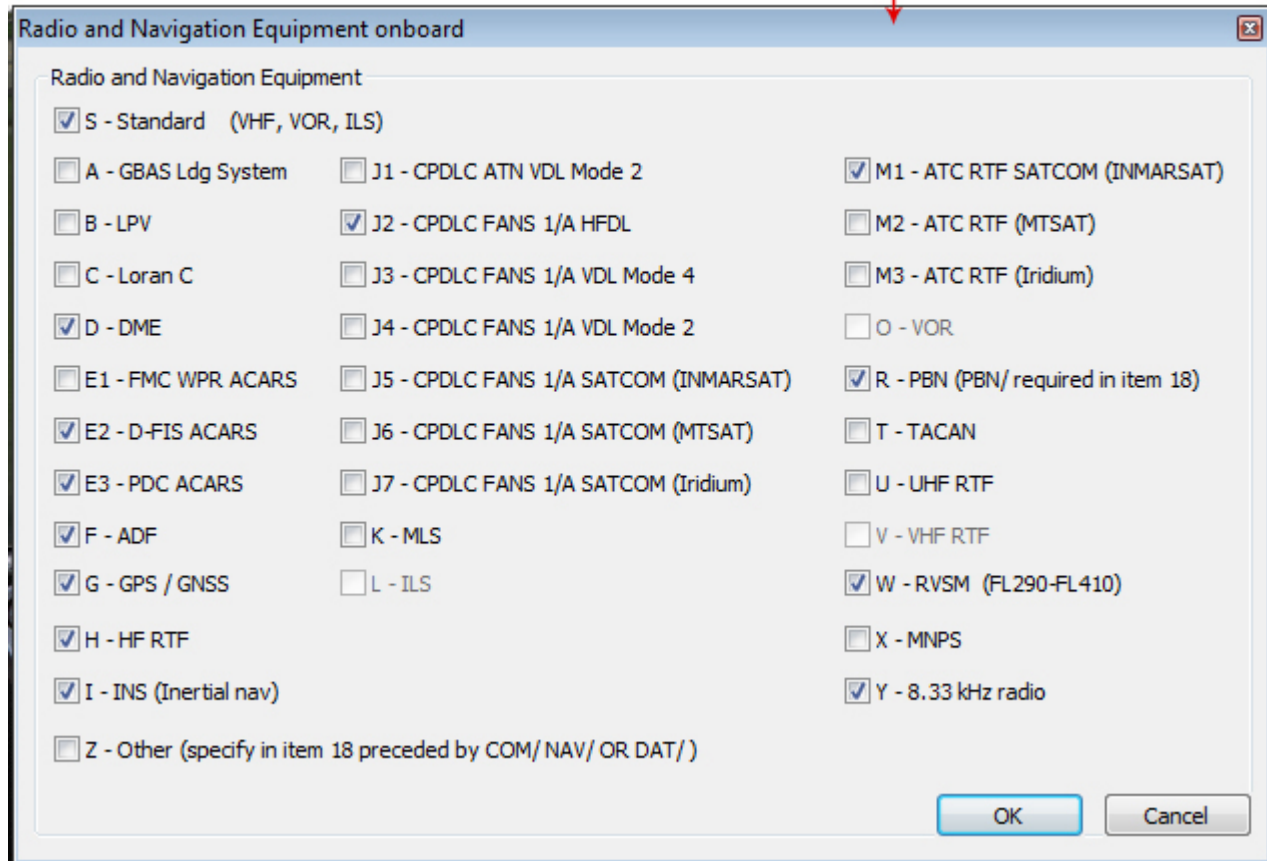 Radio and Navigation Equipment onboard
Radio and Navigation Equipment
S - Standard (VHF, VOR, ILS)
A - GBAS Ldg System
J1 - CPDLC ATN VDL Mode 2
M1 - ATC RTF SATCOM (INMARSAT)
B - LPV
J2 - CPDLC FANS 1/A HFDL
M2 - ATC RTF (MTSAT)
C - Loran C
J3 - CPDLC FANS 1/A VDL Mode 4
M3 - ATC RTF (Iridium)
D - DME
J4 - CPDLC FANS 1/A VDL Mode 2
O - VOR
E1 - FMC WPR ACARS
J5 - CPDLC FANS 1/A SATCOM (INMARSAT)
R - PBN (PBN/ required in item 18)
E2 - D-FIS ACARS
J6 - CPDLC FANS 1/A SATCOM (MTSAT)
T - TACAN
E3 - PDC ACARS
J7 - CPDLC FANS 1/A SATCOM (Iridium)
U - UHF RTF
F - ADF
K - MLS
V - VHF RTF
G - GPS / GNSS
L - ILS
W - RVSM (FL290-FL410)
H - HF RTF
X - MNPS
I - INS (Inertial nav)
Y - 8.33 kHz radio
Z - Other (specify in item 18 preceded by COM/ NAV/ OR DAT/ )
OK
Cancel